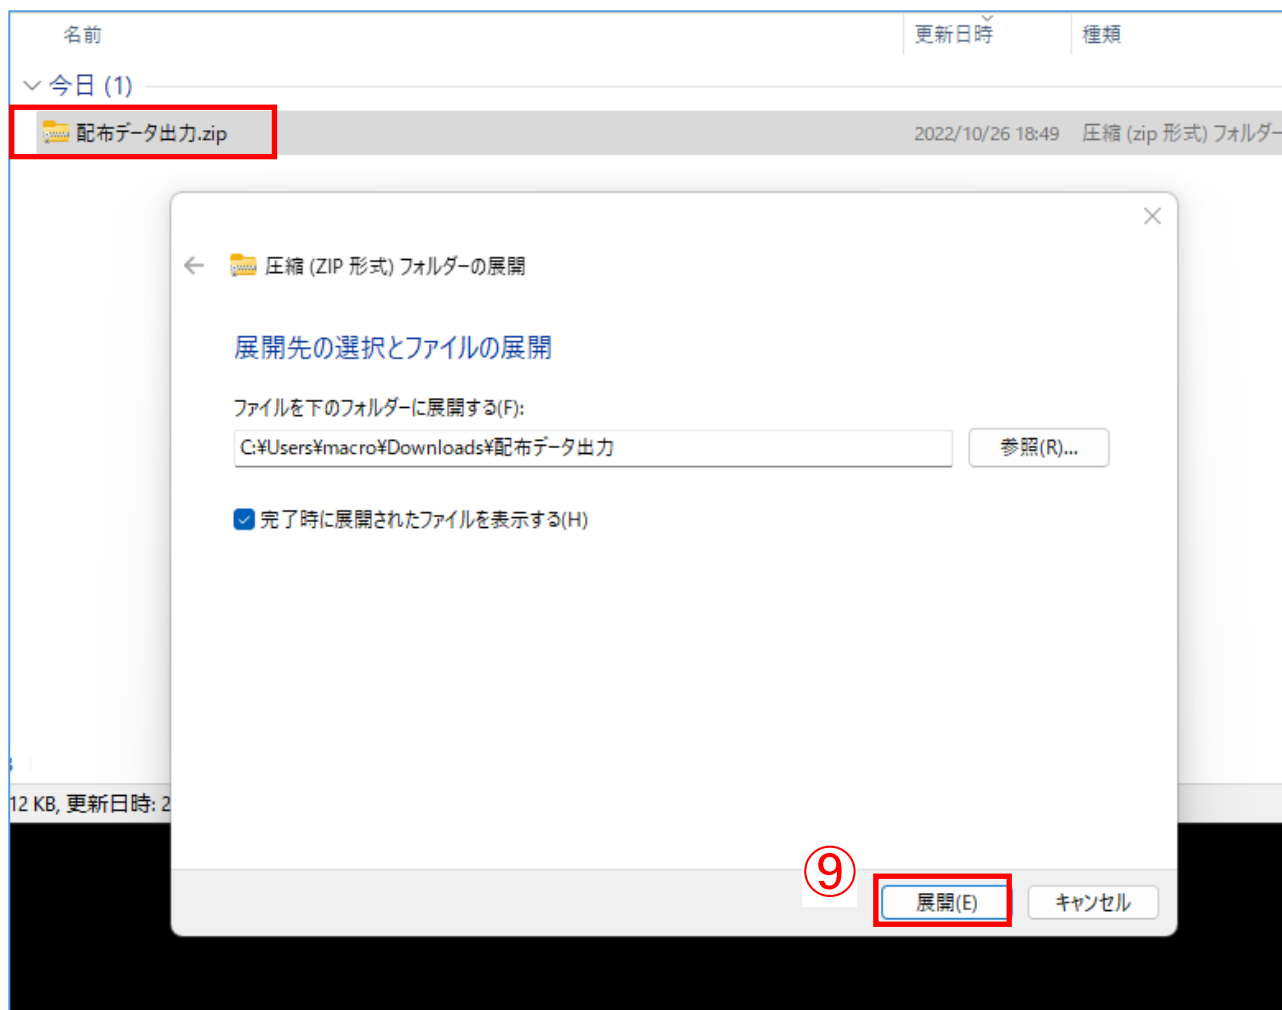 名前 更新日時 種類
今日 (1)
配布データ出力.zip 2022/10/26 18:49 圧縮 (zip 形式) フォルダー
圧縮 (ZIP 形式) フォルダーの展開
展開先の選択とファイルの展開
ファイルを下のフォルダーに展開する(F):
C:¥Users¥macro¥Downloads¥配布データ出力 参照(R)...
完了時に展開されたファイルを表示する(H)
12 KB, 更新日時: 2
⑨
展開(E) キャンセル